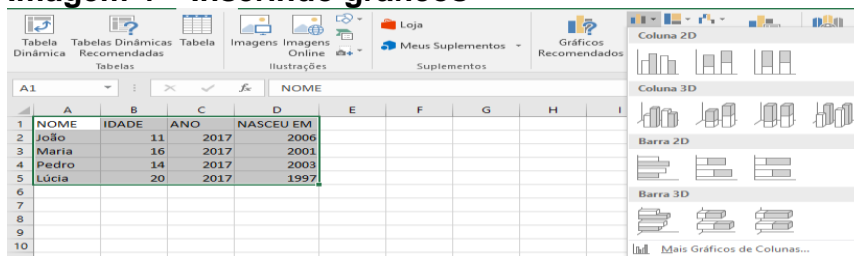 Imagem 4 - Inserindo gráficos
Tabela Dinâmica
Tabelas Dinâmicas Recomendadas
Tabela
Tabelas
Imagens
Imagens Online
Ilustrações
Loja
Meus Suplementos
Suplementos
Gráficos Recomendados
Coluna 2D
Coluna 3D
Barra 2D
Barra 3D
Mais Gráficos de Colunas...
A1 fx NOME
A B C D E F G H I
1 NOME IDADE ANO NASCEU EM
2 João 11 2017 2006
3 Maria 16 2017 2001
4 Pedro 14 2017 2003
5 Lúcia 20 2017 1997
6
7
8
9
10